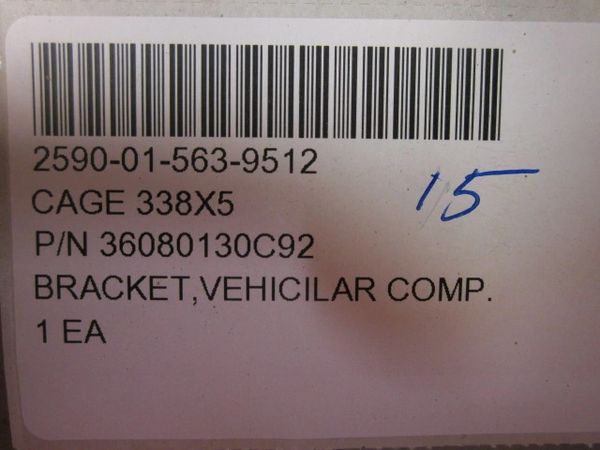 2590-01-563-9512
CAGE 338X5
15
P/N 36080130C92
BRACKET,VEHICILAR COMP.
1 EA